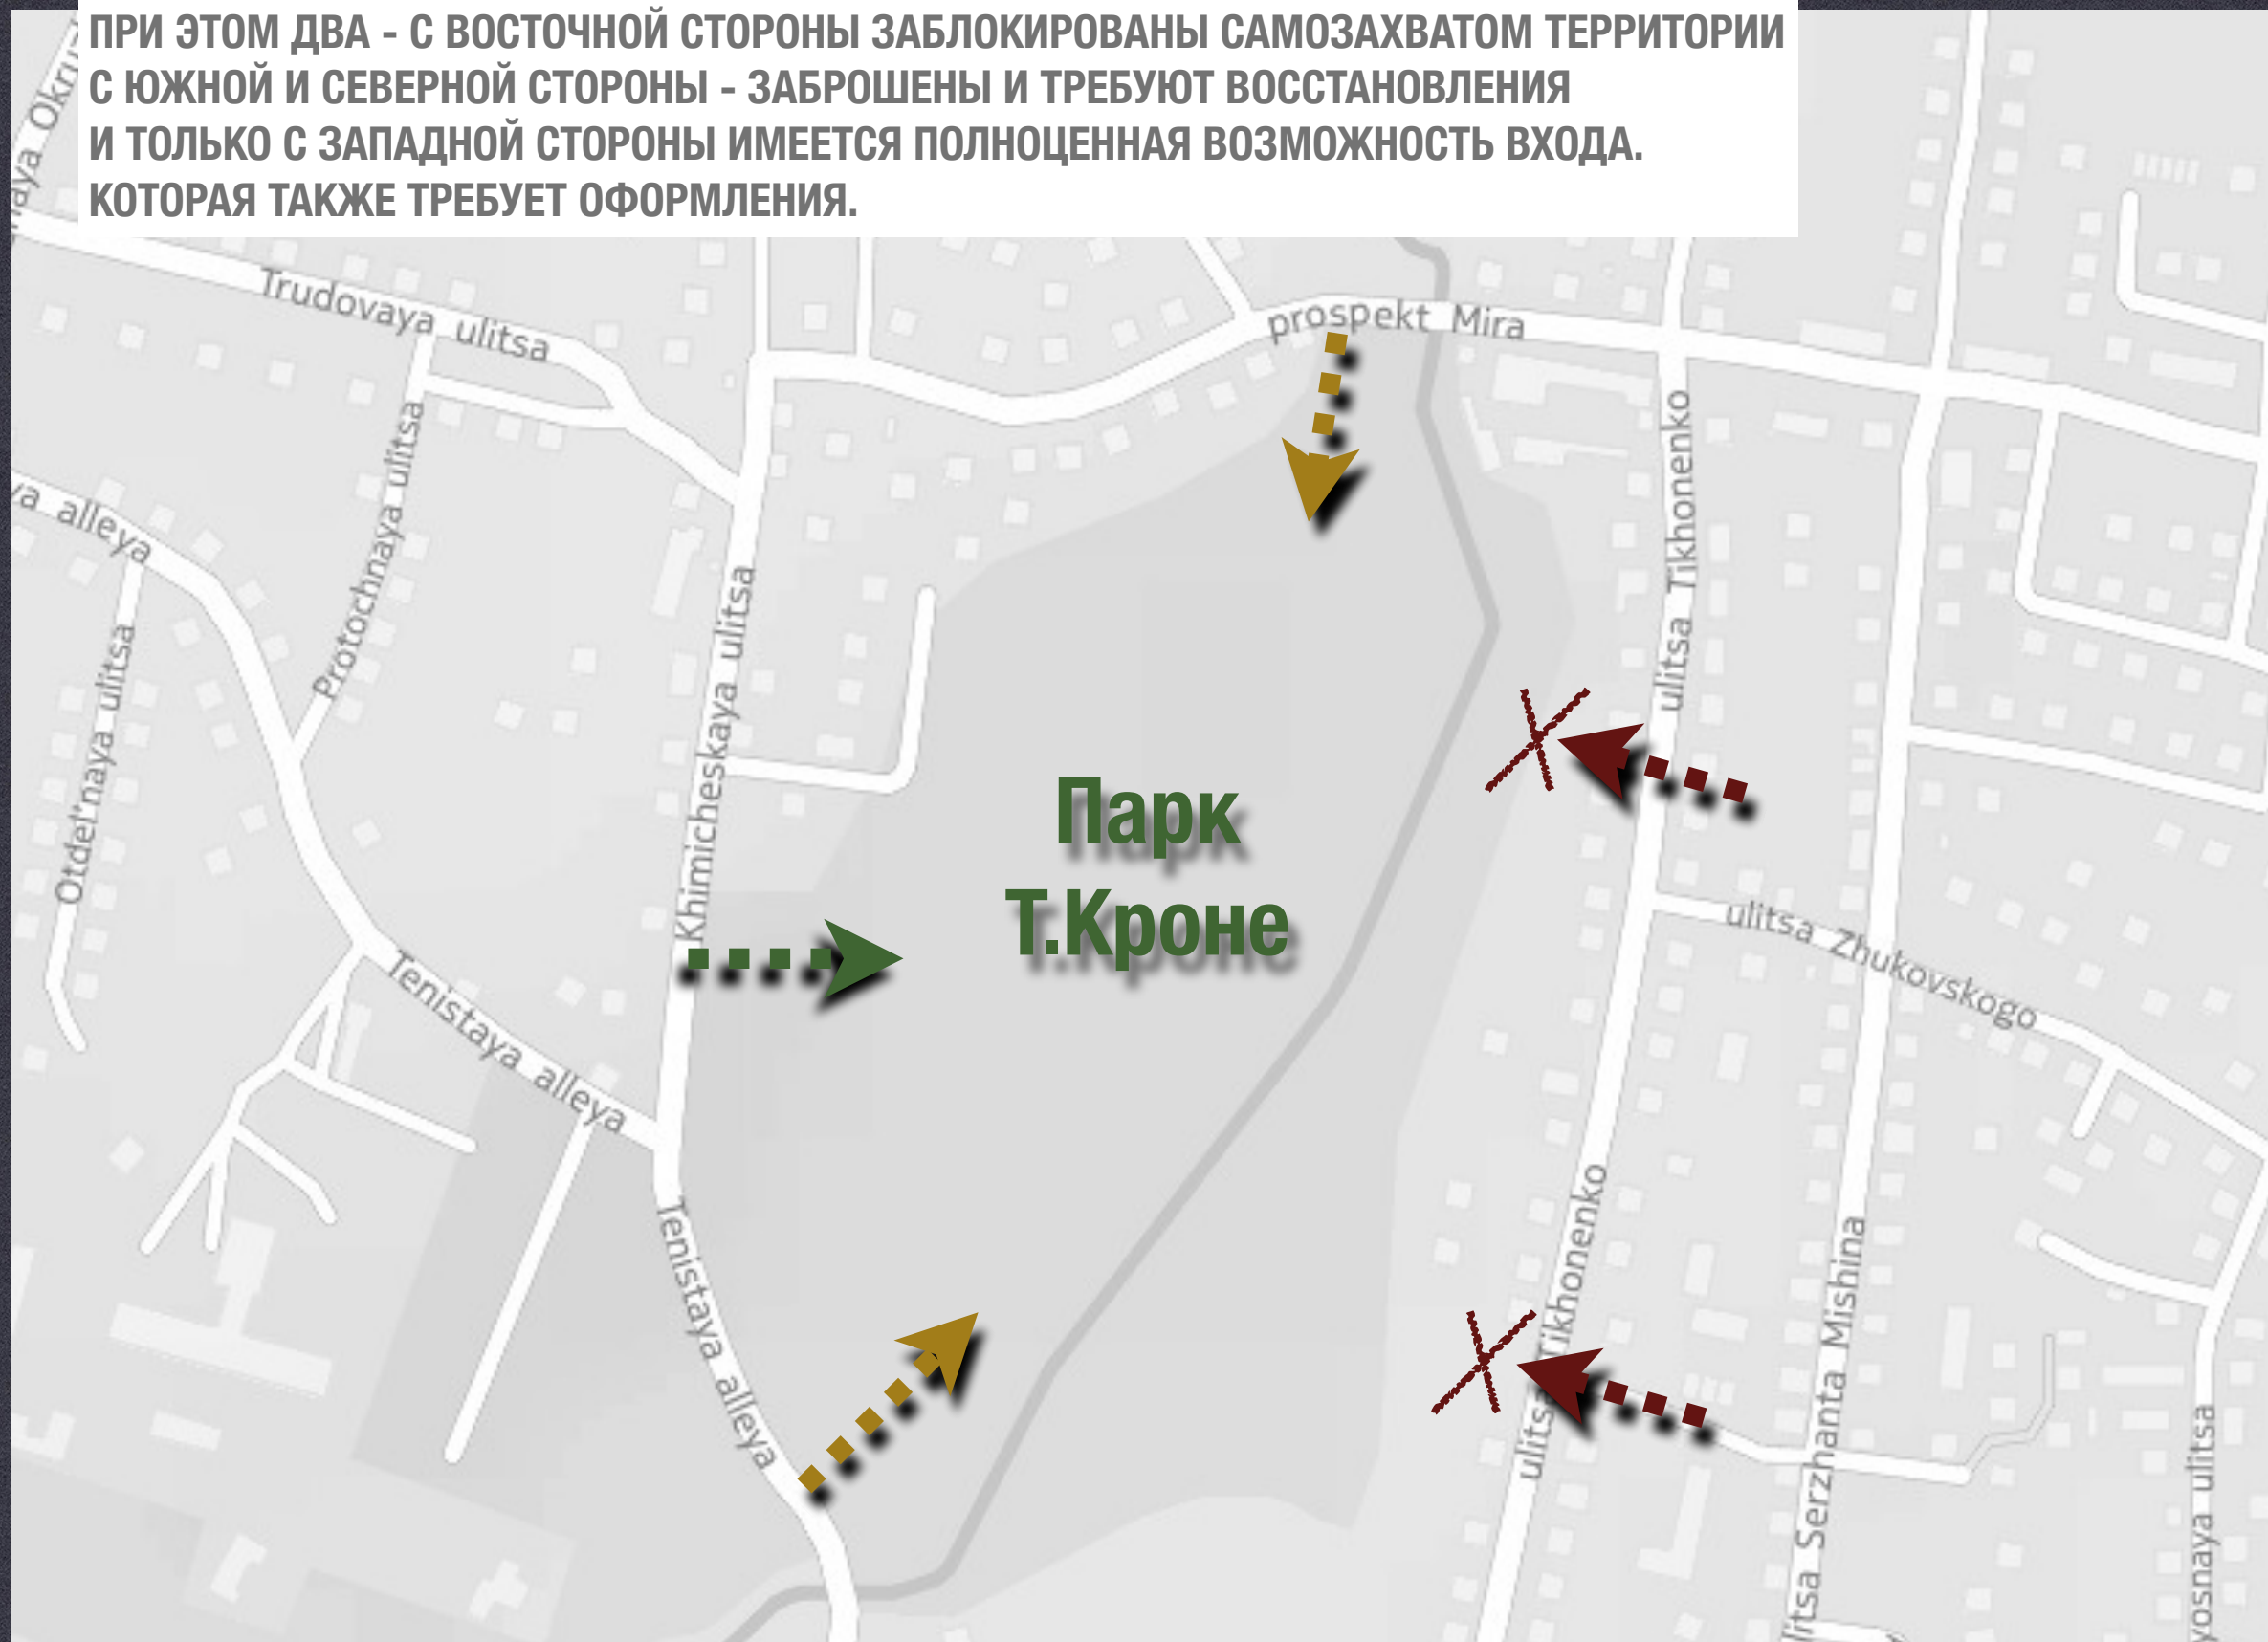 ПРИ ЭТОМ ДВА - С ВОСТОЧНОЙ СТОРОНЫ ЗАБЛОКИРОВАНЫ САМОЗАХВАТОМ ТЕРРИТОРИИ
С ЮЖНОЙ И СЕВЕРНОЙ СТОРОНЫ - ЗАБРОШЕНЫ И ТРЕБУЮТ ВОССТАНОВЛЕНИЯ
И ТОЛЬКО С ЗАПАДНОЙ СТОРОНЫ ИМЕЕТСЯ ПОЛНОЦЕННАЯ ВОЗМОЖНОСТЬ ВХОДА.
КОТОРАЯ ТАКЖЕ ТРЕБУЕТ ОФОРМЛЕНИЯ.
Trudovaya ulitsa
prospekt Mira
Protochnaya ulitsa
alleya
Otdel'naya ulitsa
Khimicheskaya ulitsa
ulitsa Tikhonenko
Парк
Т.Кроне
ulitsa Zhukovskogo
Tenistaya alleya
Tenistaya alleya
ulitsa Tikhonenko
Serzhanta Mishina
ulitsa